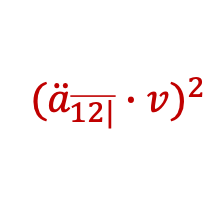 (ä_{\overline{12|}} · v)²